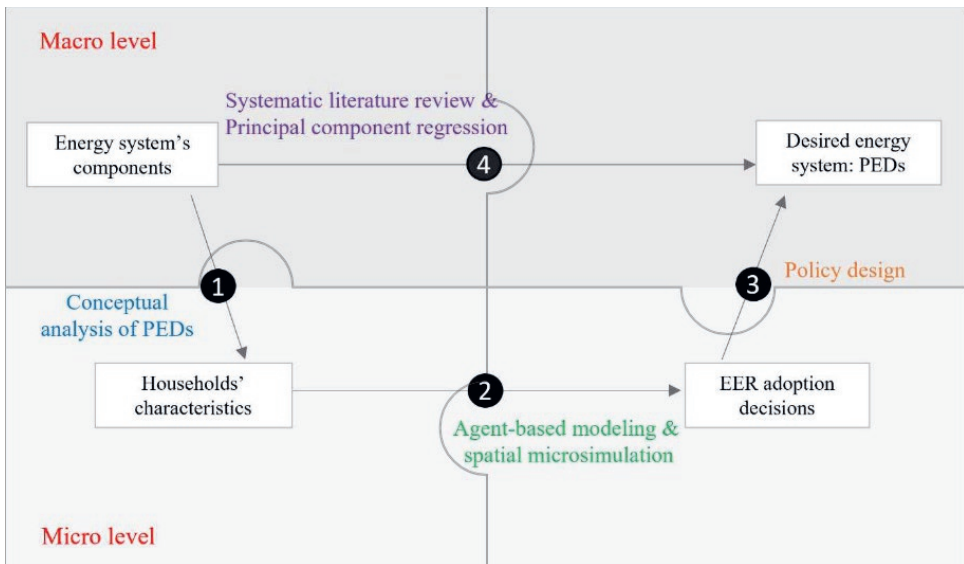 Macro level
Systematic literature review &
Principal component regression
Energy system's
components
4
Desired energy
system: PEDs
1
3
Policy design
Conceptual
analysis of PEDs
Households'
characteristics
2
EER adoption
decisions
Agent-based modeling &
spatial microsimulation
Micro level